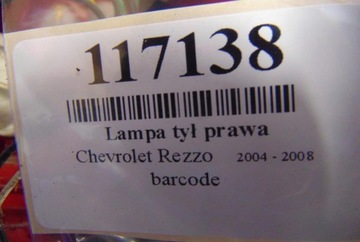 117138
Lampa tył prawa
Chevrolet Rezzo 2004 - 2008
barcode